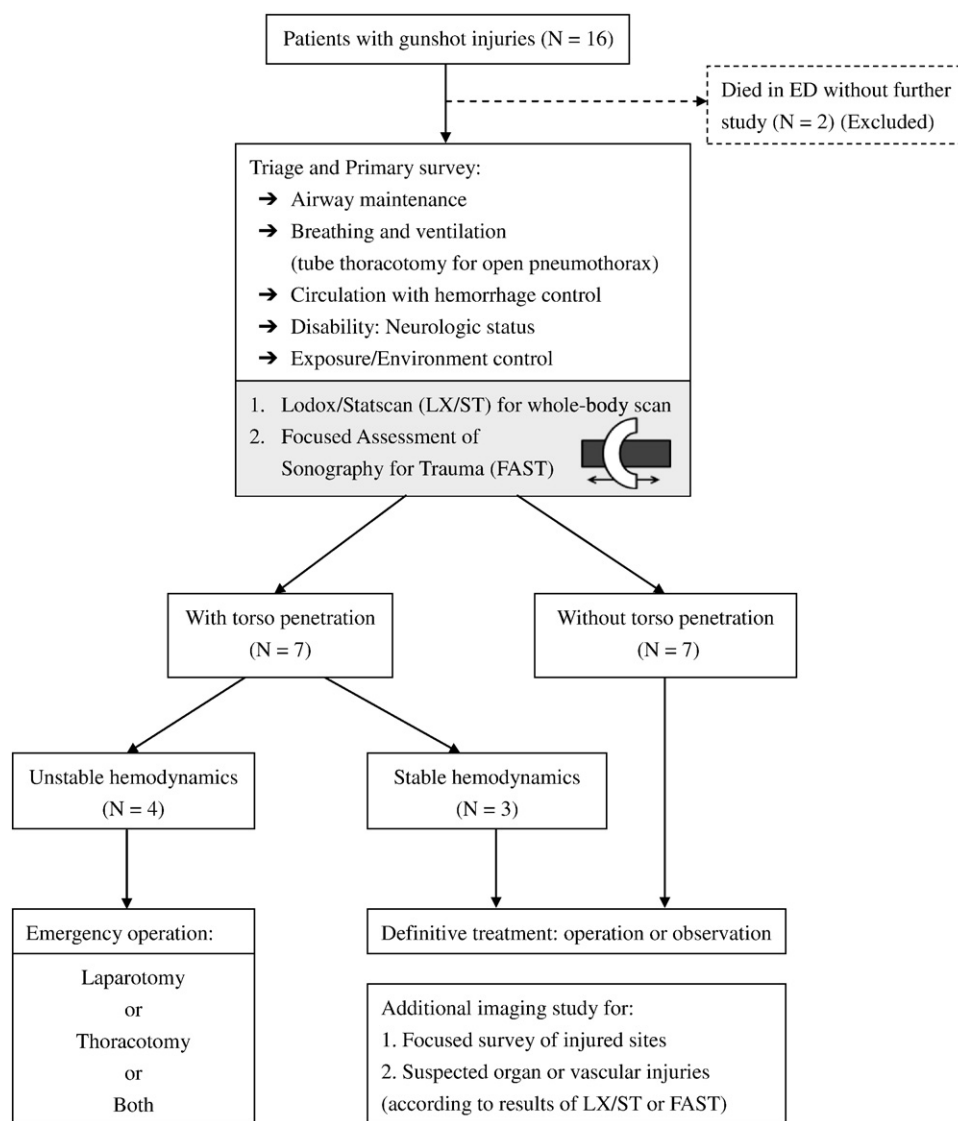 Patients with gunshot injuries (N = 16)
Died in ED without further
study (N = 2) (Excluded)
Triage and Primary survey:
➔ Airway maintenance
➔ Breathing and ventilation
(tube thoracotomy for open pneumothorax)
➔ Circulation with hemorrhage control
➔ Disability: Neurologic status
➔ Exposure/Environment control
1. Lodox/Statscan (LX/ST) for whole-body scan
2. Focused Assessment of
Sonography for Trauma (FAST)
With torso penetration
(N = 7)
Without torso penetration
(N = 7)
Unstable hemodynamics
(N = 4)
Stable hemodynamics
(N = 3)
Emergency operation:
Laparotomy
or
Thoracotomy
or
Both
Definitive treatment: operation or observation
Additional imaging study for:
1. Focused survey of injured sites
2. Suspected organ or vascular injuries
(according to results of LX/ST or FAST)